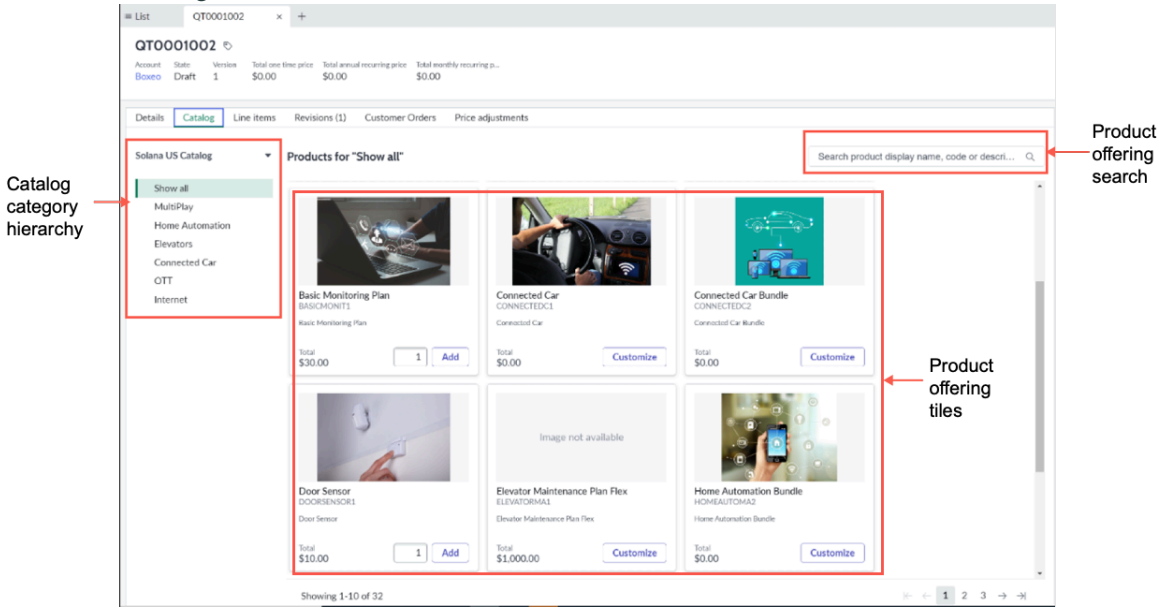 List
QT0001002 × +
QT0001002
Account State Version Total one time price Total annual recurring price Total monthly recurring p...
Boxeo Draft 1 $0.00 $0.00 $0.00
Details Catalog Line items Revisions (1) Customer Orders Price adjustments
Solana US Catalog
Products for "Show all"
Search product display name, code or descri...
Product
offering
search
Catalog
category
hierarchy
Show all
MultiPlay
Home Automation
Elevators
Connected Car
OTT
Internet
Basic Monitoring Plan
BASICMONIT1
Basic Monitoring Plan
Total
$30.00
1 Add
Connected Car
CONNECTEDC1
Connected Car
Total
$0.00
Customize
Connected Car Bundle
CONNECTEDC2
Connected Car Bundle
Total
$0.00
Customize
Product
offering
tiles
Door Sensor
DOORSENSOR1
Door Sensor
Total
$10.00
1 Add
Image not available
Elevator Maintenance Plan Flex
ELEVATORMA1
Elevator Maintenance Plan Flex
Total
$1,000.00
Customize
Home Automation Bundle
HOMEAUTOMA2
Home Automation Bundle
Total
$0.00
Customize
Showing 1-10 of 32
1 2 3